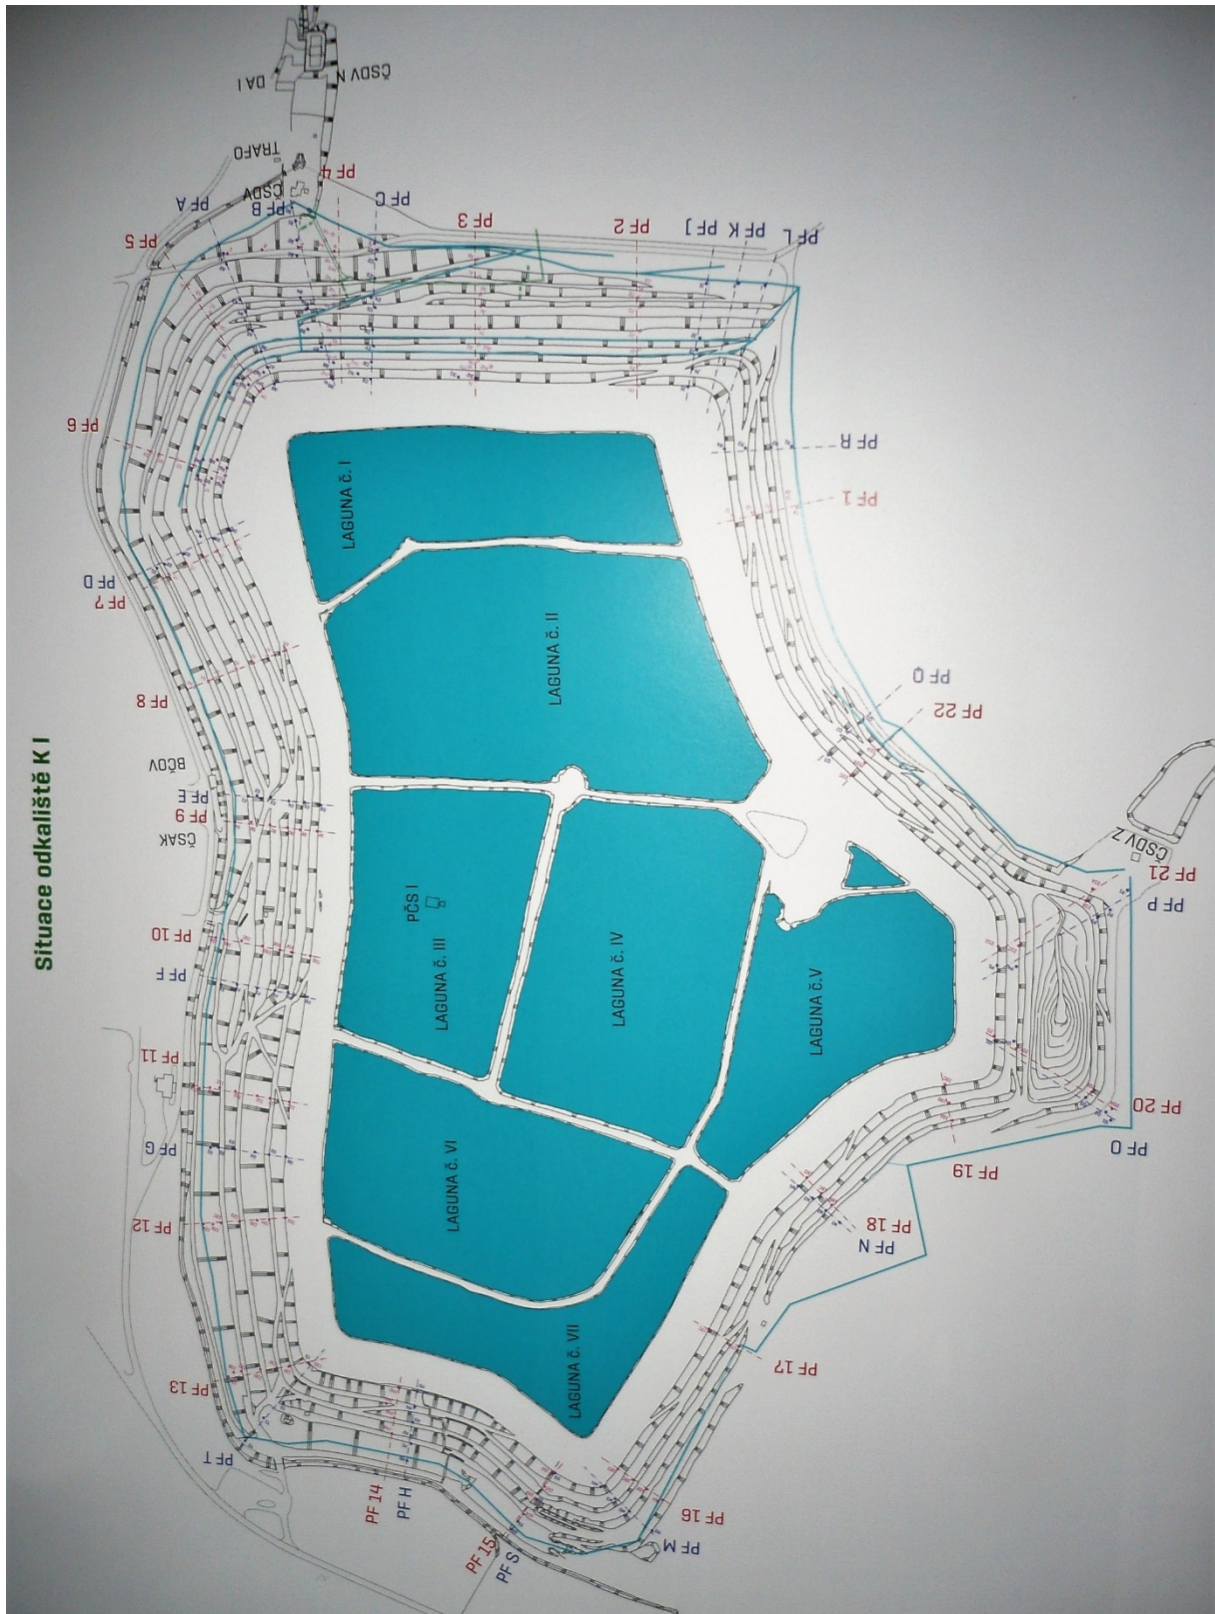 Situace odkaliště K I
DA I
ČSDV N
TRAFO
ČSDV
PF 4
PF A
PF B
PF C
PF 5
PF 3
PF 2
PF J
PF K
PF L
PF 6
LAGUNA č. I
PF R
PF 1
PF D
PF 7
LAGUNA č. II
PF 8
PF Q
PF 22
BČOV
PF E
PF 9
ČSAK
PČS I
ČSDV Z
PF 21
PF P
PF 10
PF F
LAGUNA č. III
LAGUNA č. IV
LAGUNA č.V
PF 11
PF G
PF 20
PF O
PF 19
LAGUNA č. VI
PF 12
PF 18
PF N
LAGUNA č. VII
PF 17
PF 13
PF T
PF 14
PF H
PF 16
PF M
PF 15
PF S